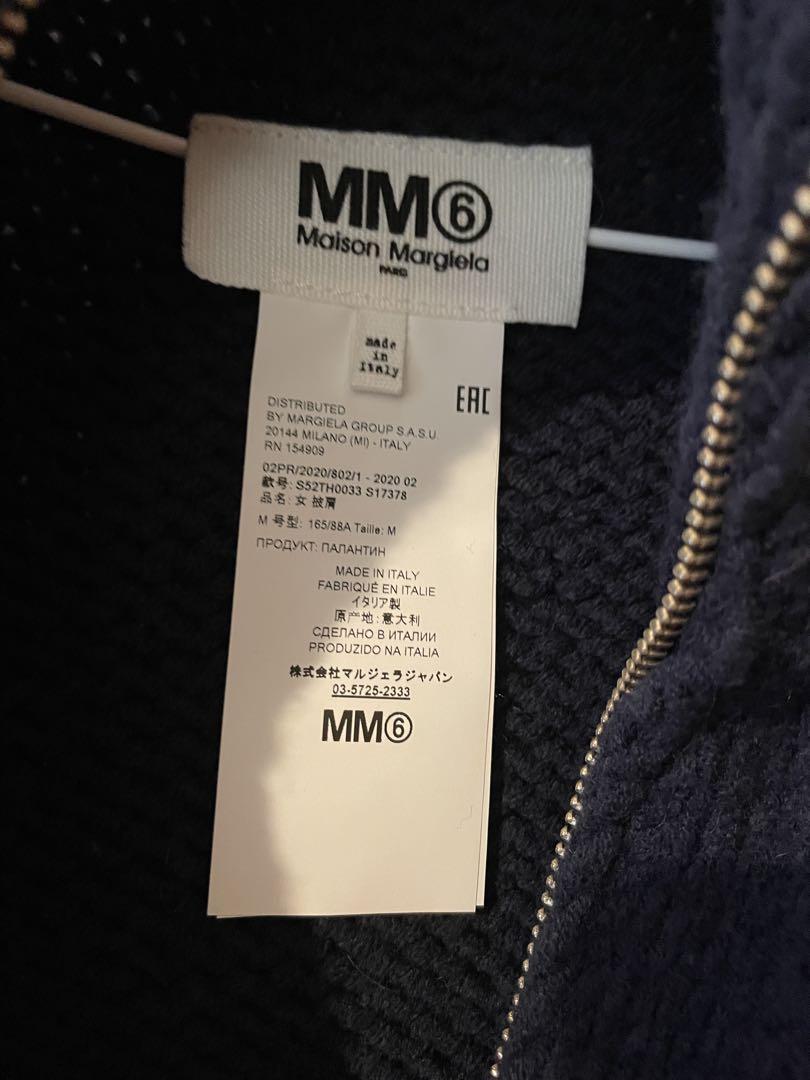 MM⑥
Maison Margiela
PARIS
made
in
Italy
EAC
DISTRIBUTED
BY MARGIELA GROUP S.A.S.U.
20144 MILANO (MI) - ITALY
RN 154909
02PR/2020/802/1 - 2020 02
款号: S52TH0033 S17378
品名: 女 披肩
M 号型: 165/88A Taille: M
ПРОДУКТ: ПАЛАНТИН
MADE IN ITALY
FABRIQUÉ EN ITALIE
イタリア製
原产地: 意大利
СДЕЛАНО В ИТАЛИИ
PRODUZIDO NA ITALIA
株式会社マルジェラジャパン
03-5725-2333
MM⑥